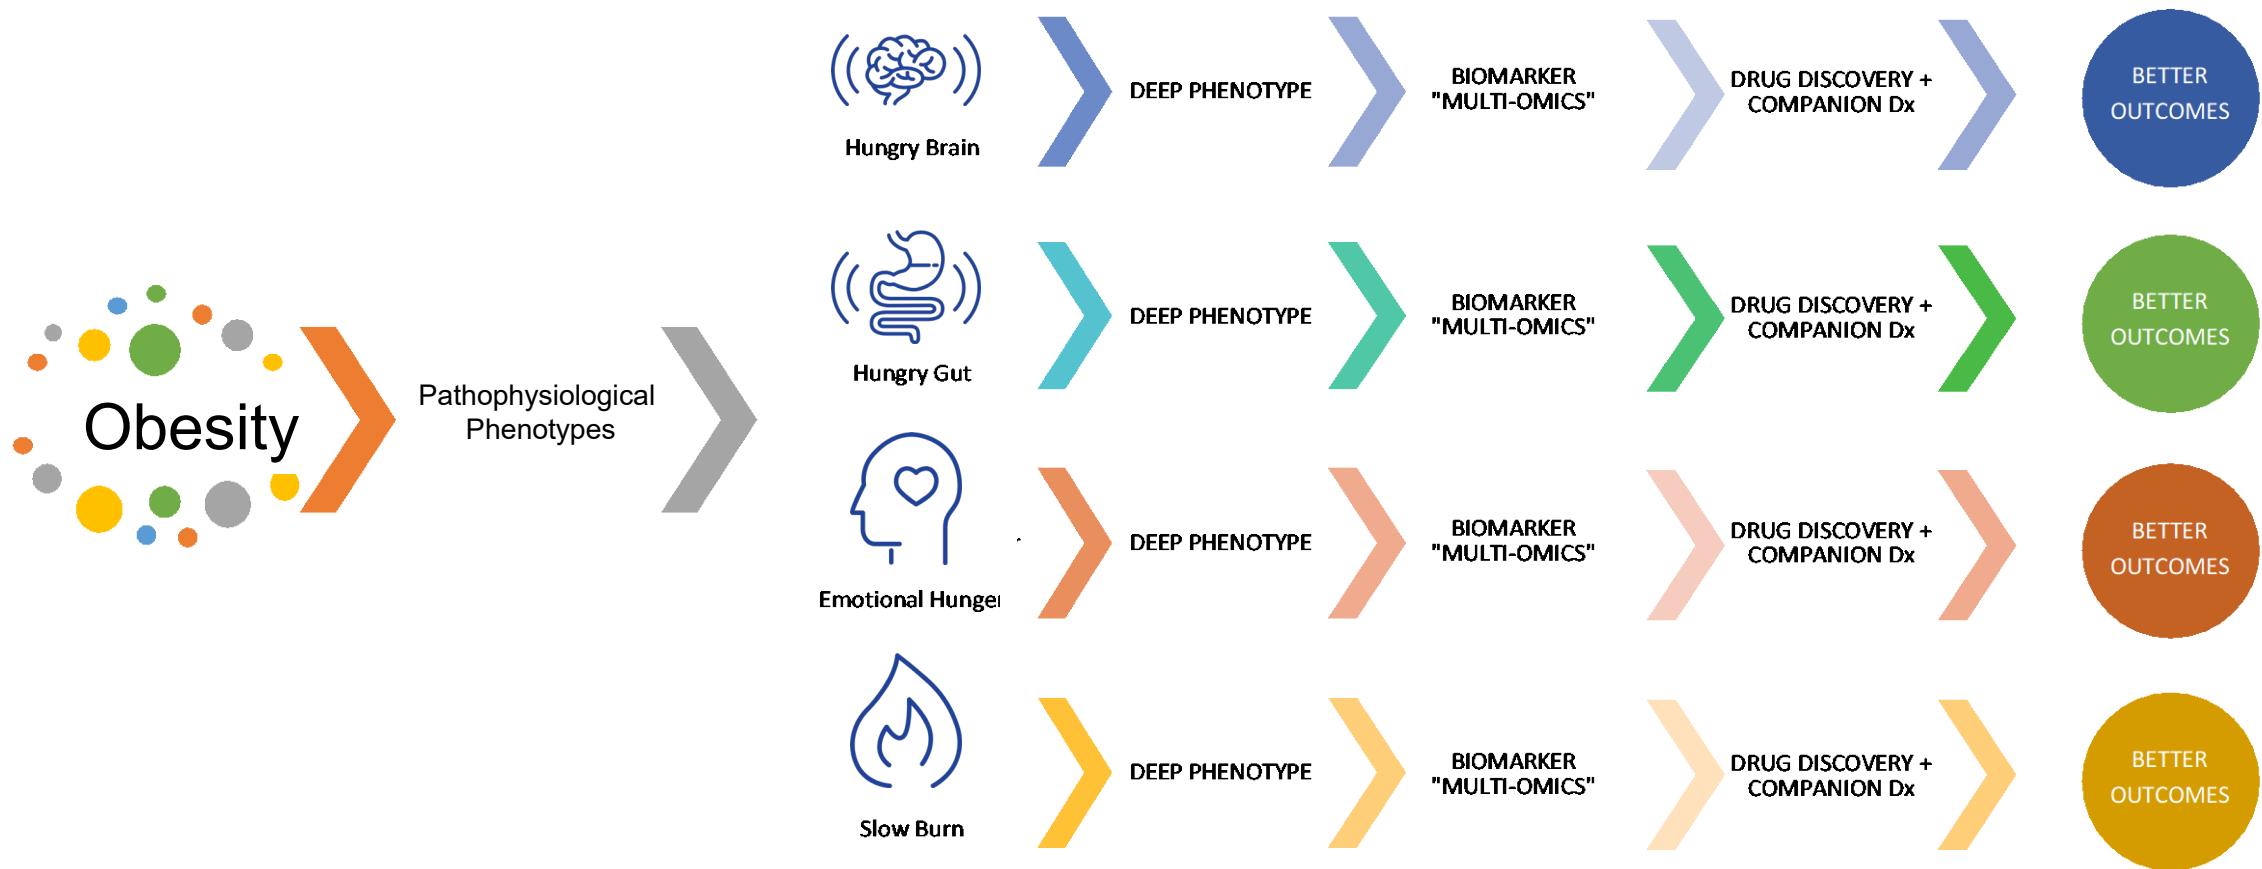 Obesity
Pathophysiological
Phenotypes
Hungry Brain
DEEP PHENOTYPE
BIOMARKER
"MULTI-OMICS"
DRUG DISCOVERY +
COMPANION Dx
BETTER
OUTCOMES
Hungry Gut
DEEP PHENOTYPE
BIOMARKER
"MULTI-OMICS"
DRUG DISCOVERY +
COMPANION Dx
BETTER
OUTCOMES
Emotional Hunger
DEEP PHENOTYPE
BIOMARKER
"MULTI-OMICS"
DRUG DISCOVERY +
COMPANION Dx
BETTER
OUTCOMES
Slow Burn
DEEP PHENOTYPE
BIOMARKER
"MULTI-OMICS"
DRUG DISCOVERY +
COMPANION Dx
BETTER
OUTCOMES